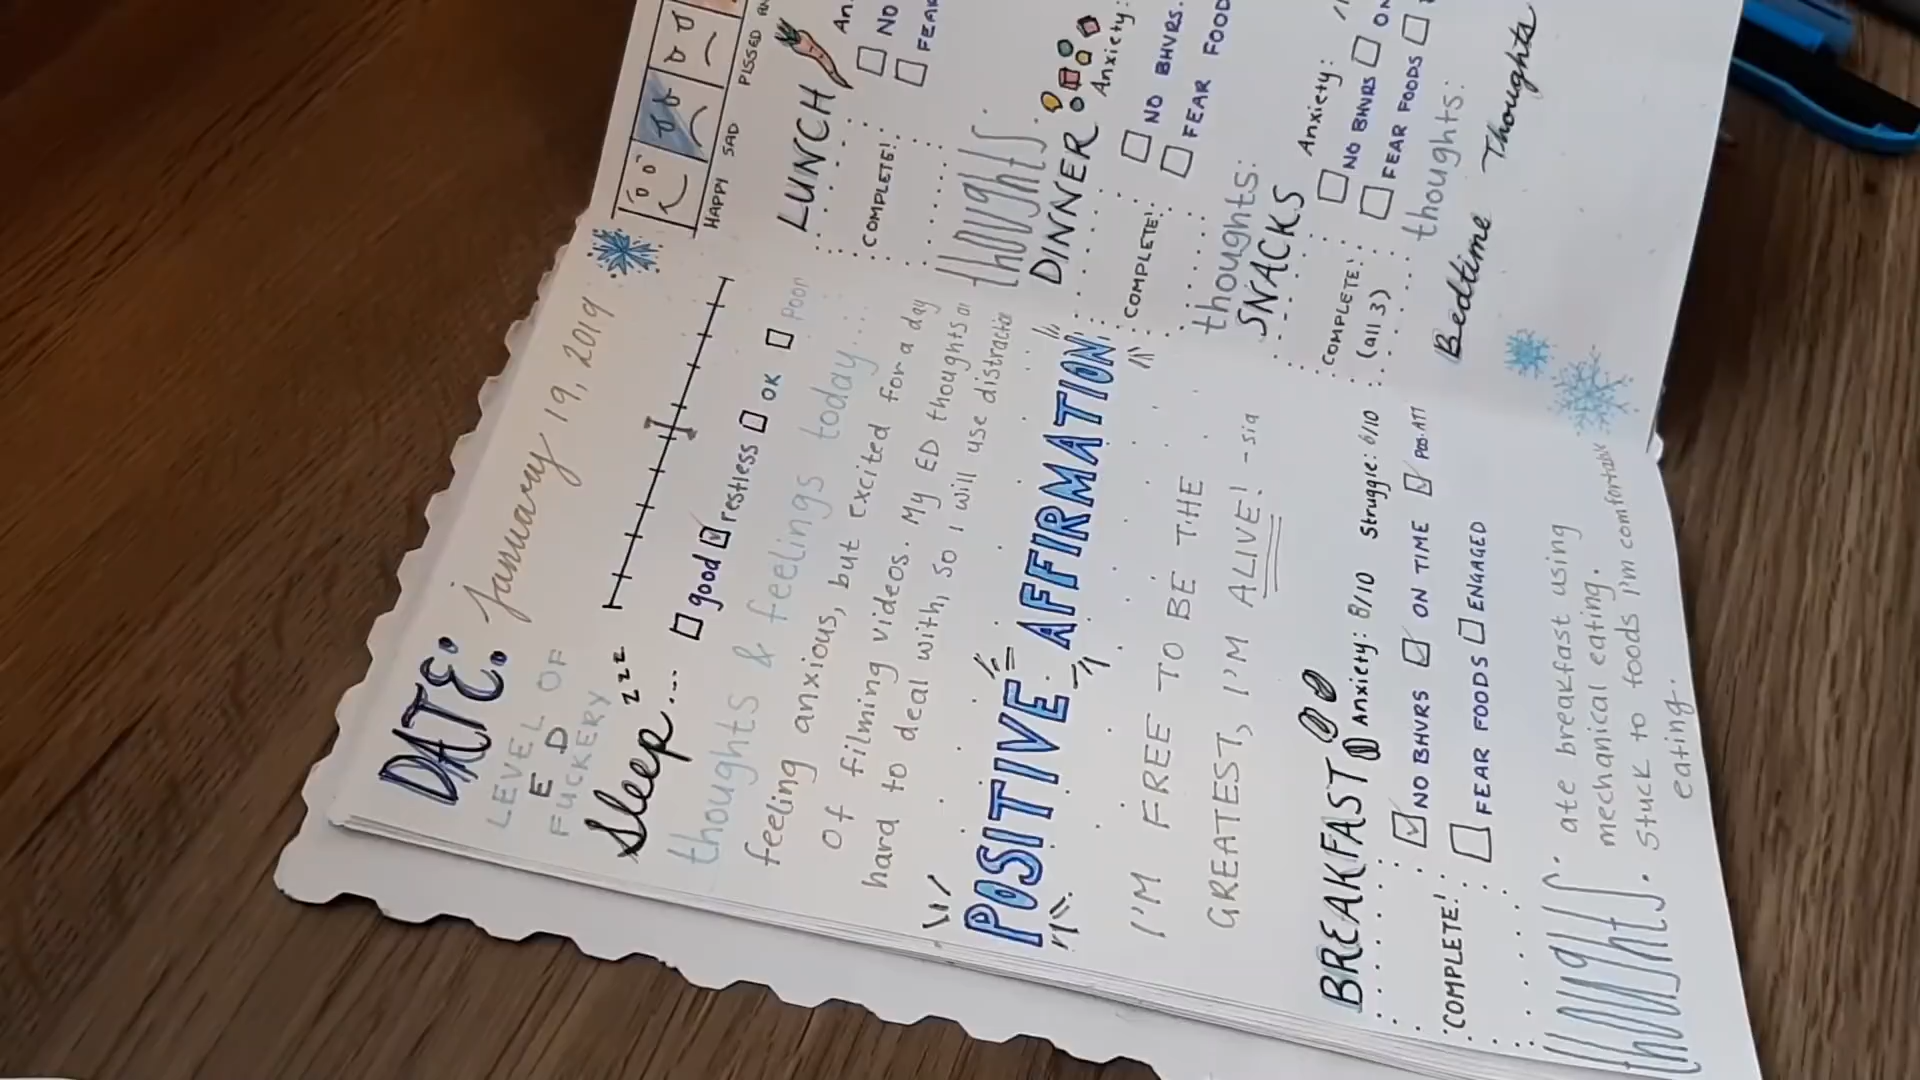 DATE: January 19, 2019
LEVEL OF
ED
FUCKERY
Sleep.... zzz
good restless OK poor
thoughts & feelings today....
feeling anxious, but excited for a day
of filming videos. My ED thoughts are
hard to deal with, so I will use distraction
POSITIVE AFFIRMATION
I'M FREE TO BE THE
GREATEST, I'M ALIVE! -sia
BREAKFAST
Anxiety: 8/10 Struggle: 6/10
COMPLETE!
NO BHVRS ON TIME POS. ATT
FEAR FOODS ENGAGED
thoughts.
ate breakfast using
mechanical eating.
Stuck to foods I'm comfortable
eating.
HAPPY SAD PISSED
LUNCH
COMPLETE!
NO
thoughts.
DINNER
Anxiety:
COMPLETE!
NO BHVRS.
FEAR FOOD
thoughts:
SNACKS
Anxiety:
COMPLETE!
(all 3)
NO BHVRS
FEAR FOODS
thoughts:
Bedtime Thoughts